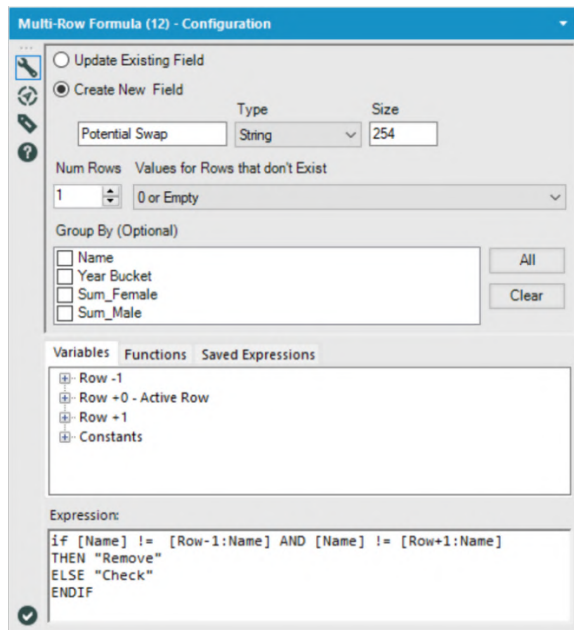 Multi-Row Formula (12) - Configuration
Update Existing Field
Create New Field
Type Size
Potential Swap String 254
Num Rows Values for Rows that don't Exist
1 0 or Empty
Group By (Optional)
Name
Year Bucket
Sum_Female
Sum_Male
All
Clear
Variables Functions Saved Expressions
Row -1
Row +0 - Active Row
Row +1
Constants
Expression:
if [Name] !=  [Row-1:Name] AND [Name] != [Row+1:Name]
THEN "Remove"
ELSE "Check"
ENDIF